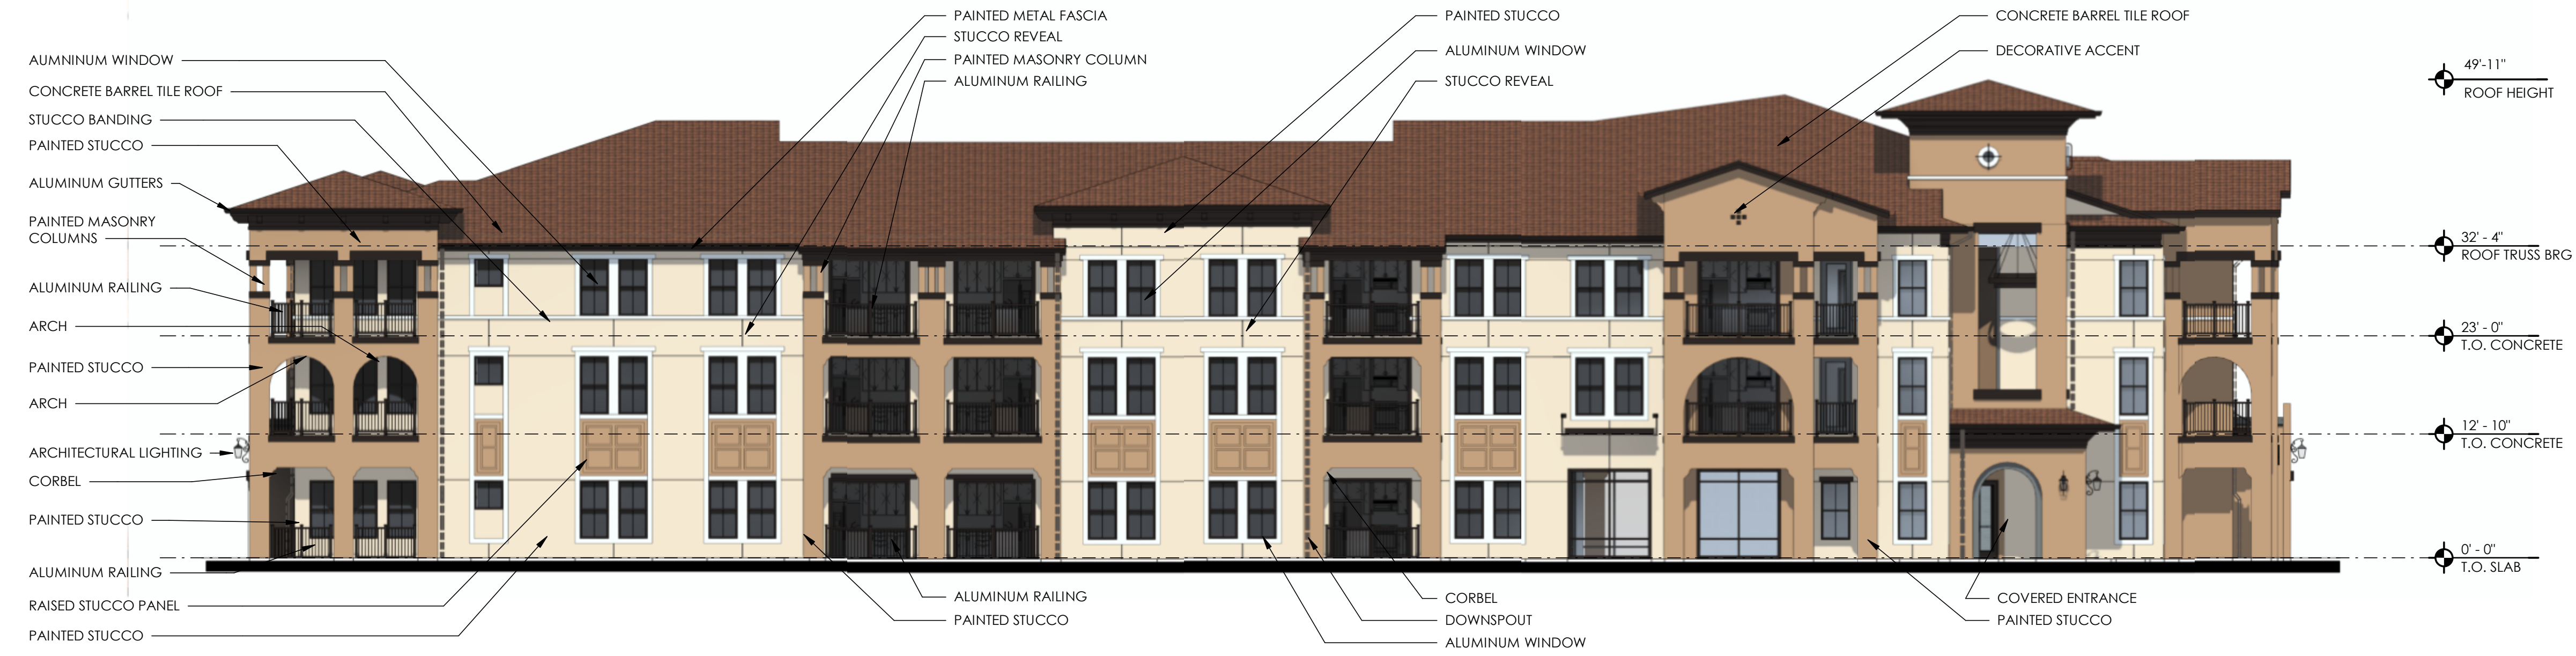 AUMNINUM WINDOW
CONCRETE BARREL TILE ROOF
STUCCO BANDING
PAINTED STUCCO
ALUMINUM GUTTERS
PAINTED MASONRY
COLUMNS
ALUMINUM RAILING
ARCH
PAINTED STUCCO
ARCH
ARCHITECTURAL LIGHTING
CORBEL
PAINTED STUCCO
ALUMINUM RAILING
RAISED STUCCO PANEL
PAINTED STUCCO
PAINTED METAL FASCIA
STUCCO REVEAL
PAINTED MASONRY COLUMN
ALUMINUM RAILING
PAINTED STUCCO
ALUMINUM WINDOW
STUCCO REVEAL
CONCRETE BARREL TILE ROOF
DECORATIVE ACCENT
ALUMINUM RAILING
PAINTED STUCCO
CORBEL
DOWNSPOUT
ALUMINUM WINDOW
COVERED ENTRANCE
PAINTED STUCCO
49'-11"
ROOF HEIGHT
32' - 4"
ROOF TRUSS BRG
23' - 0"
T.O. CONCRETE
12' - 10"
T.O. CONCRETE
0' - 0"
T.O. SLAB